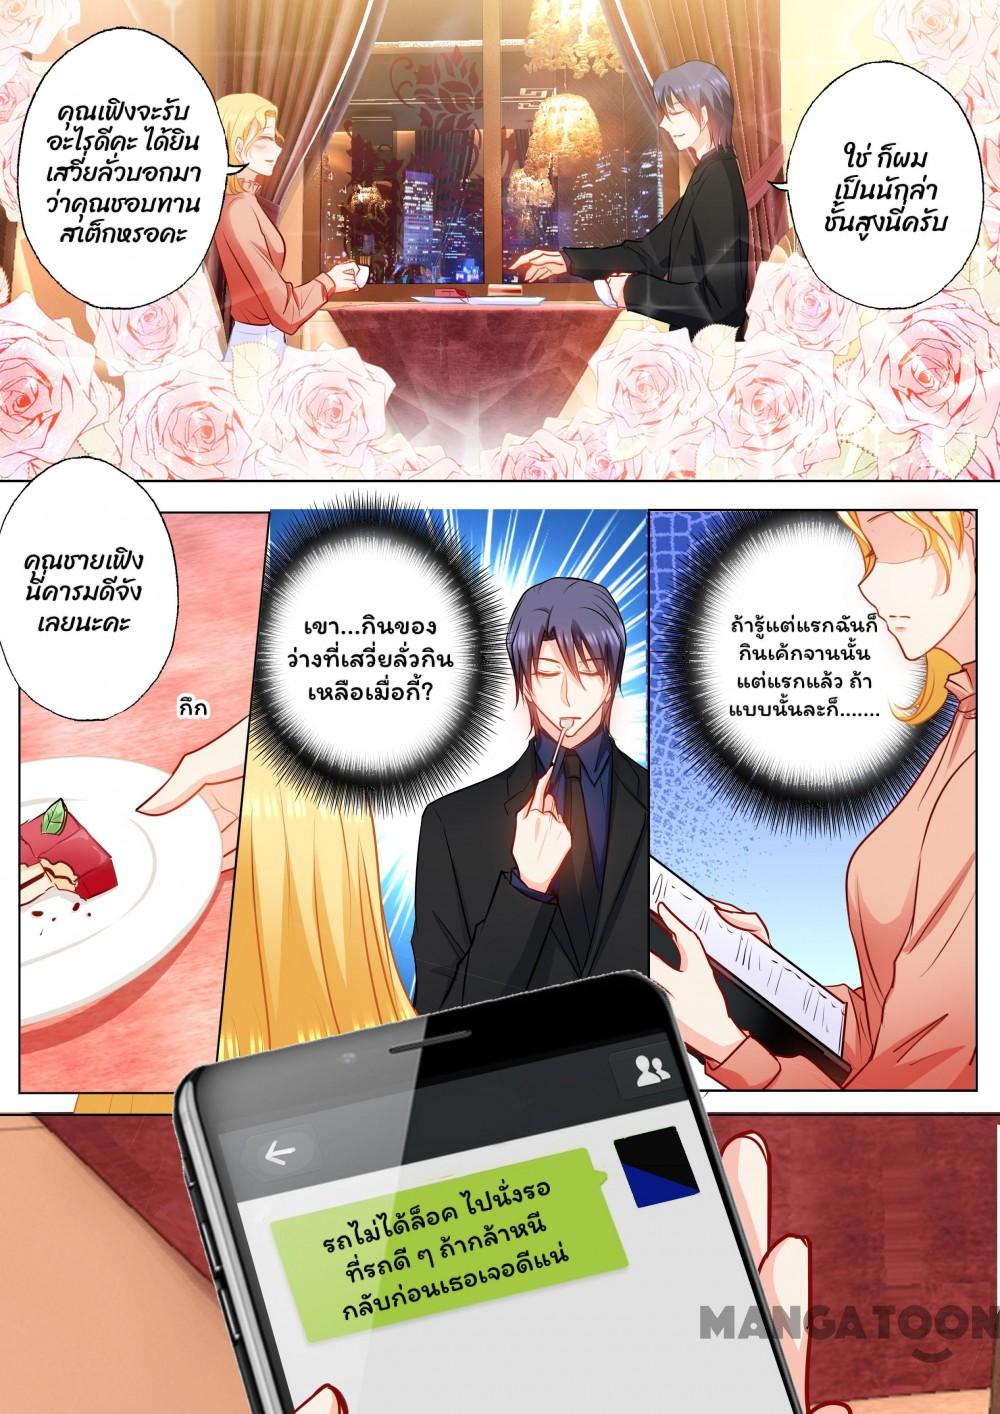 คุณเฟิงจะรับ
อะไรดีคะ ได้ยิน
เสวี่ยลั่วบอกมา
ว่าคุณชอบทาน
สเต็กหรอคะ
ใช่ ก็ผม
เป็นนักล่า
ชั้นสูงนี่ครับ
คุณชายเฟิง
นี่คารมดีจัง
เลยนะคะ
กึก
เขา...กินของ
ว่างที่เสวี่ยลั่วกิน
เหลือเมื่อกี้?
ถ้ารู้แต่แรกฉันก็
กินเค้กจานนั้น
แต่แรกแล้ว ถ้า
แบบนั้นละก็.......
รถไม่ได้ล็อค ไปนั่งรอ
ที่รถดี ๆ ถ้ากล้าหนี
กลับก่อนเธอเจอดีแน่
MANGATOON